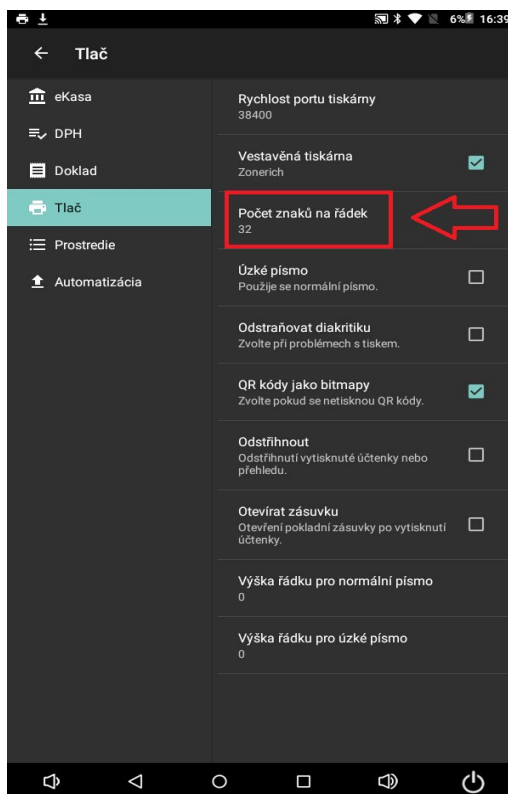 6% 16:39
Tlač
eKasa
DPH
Doklad
Tlač
Prostredie
Automatizácia
Rychlost portu tiskárny
38400
Vestavěná tiskárna
Zonerich
Počet znaků na řádek
32
Úzké písmo
Použije se normální písmo.
Odstraňovat diakritiku
Zvolte při problémech s tiskem.
QR kódy jako bitmapy
Zvolte pokud se netisknou QR kódy.
Odstřihnout
Odstřihnutí vytisknuté účtenky nebo
přehledu.
Otevírat zásuvku
Otevření pokladní zásuvky po vytisknutí
účtenky.
Výška řádku pro normální písmo
0
Výška řádku pro úzké písmo
0